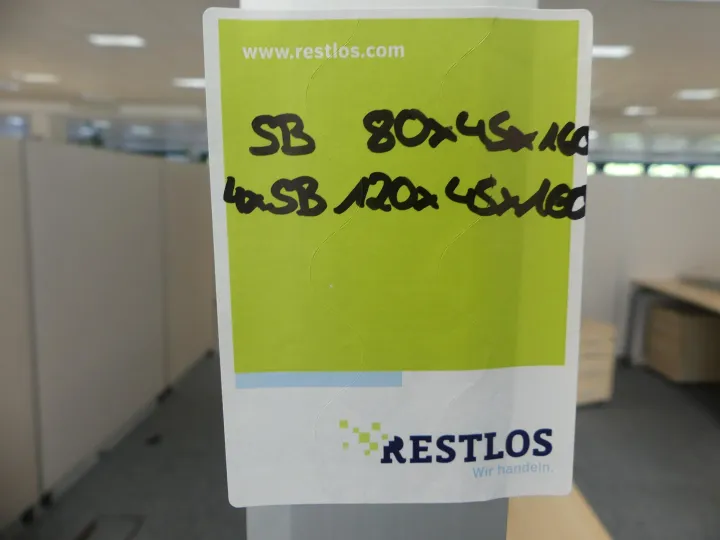 www.restlos.com
SB 80x45x160
4xSB 120x45x160
RESTLOS
Wir handeln.